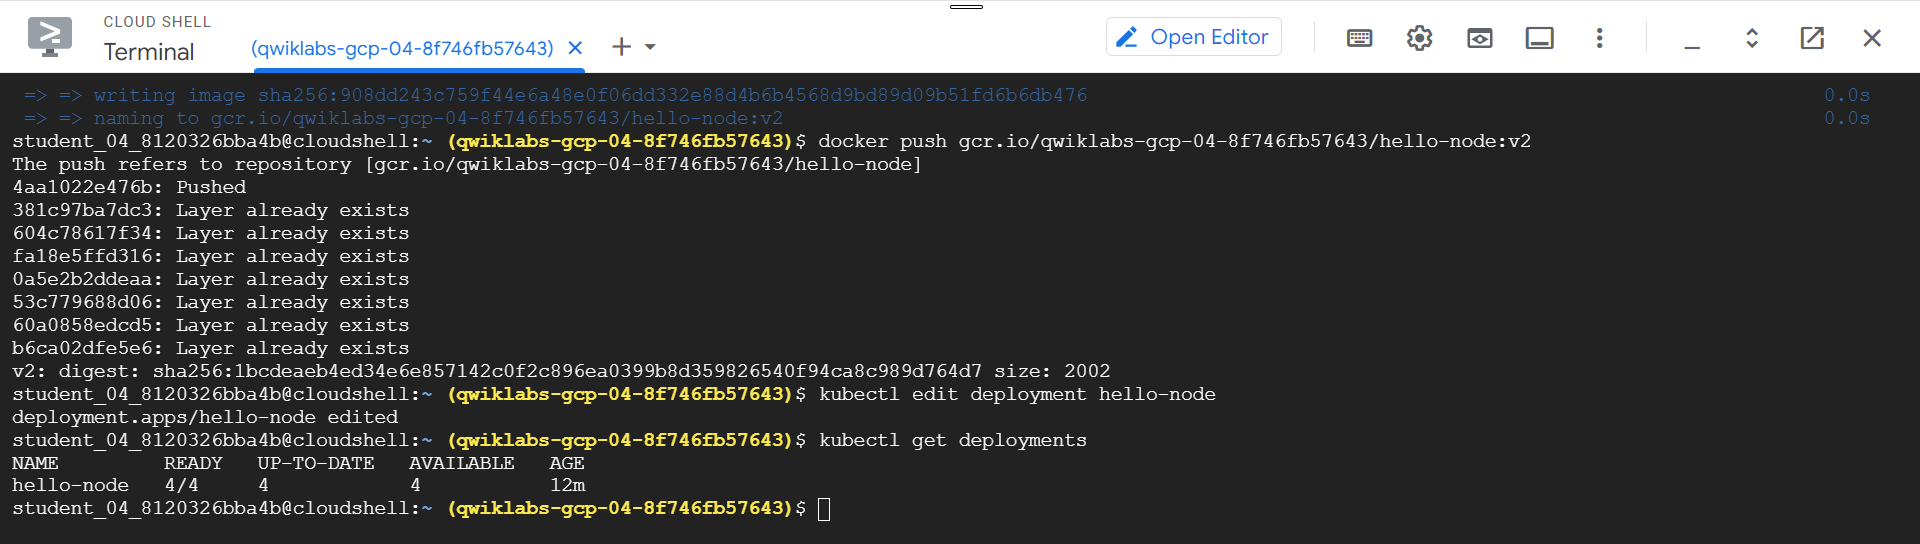 CLOUD SHELL
Terminal
(qwiklabs-gcp-04-8f746fb57643)
Open Editor
=> => writing image sha256:908dd243c759f44e6a48e0f06dd332e88d4b6b4568d9bd89d09b51fd6b6db476 0.0s
=> => naming to gcr.io/qwiklabs-gcp-04-8f746fb57643/hello-node:v2 0.0s
student_04_8120326bba4b@cloudshell:~ (qwiklabs-gcp-04-8f746fb57643)$ docker push gcr.io/qwiklabs-gcp-04-8f746fb57643/hello-node:v2
The push refers to repository [gcr.io/qwiklabs-gcp-04-8f746fb57643/hello-node]
4aa1022e476b: Pushed
381c97ba7dc3: Layer already exists
604c78617f34: Layer already exists
fa18e5ffd316: Layer already exists
0a5e2b2ddeaa: Layer already exists
53c779688d06: Layer already exists
60a0858edcd5: Layer already exists
b6ca02dfe5e6: Layer already exists
v2: digest: sha256:1bcdeaeb4ed34e6e857142c0f2c896ea0399b8d359826540f94ca8c989d764d7 size: 2002
student_04_8120326bba4b@cloudshell:~ (qwiklabs-gcp-04-8f746fb57643)$ kubectl edit deployment hello-node
deployment.apps/hello-node edited
student_04_8120326bba4b@cloudshell:~ (qwiklabs-gcp-04-8f746fb57643)$ kubectl get deployments
NAME READY UP-TO-DATE AVAILABLE AGE
hello-node 4/4 4 4 12m
student_04_8120326bba4b@cloudshell:~ (qwiklabs-gcp-04-8f746fb57643)$